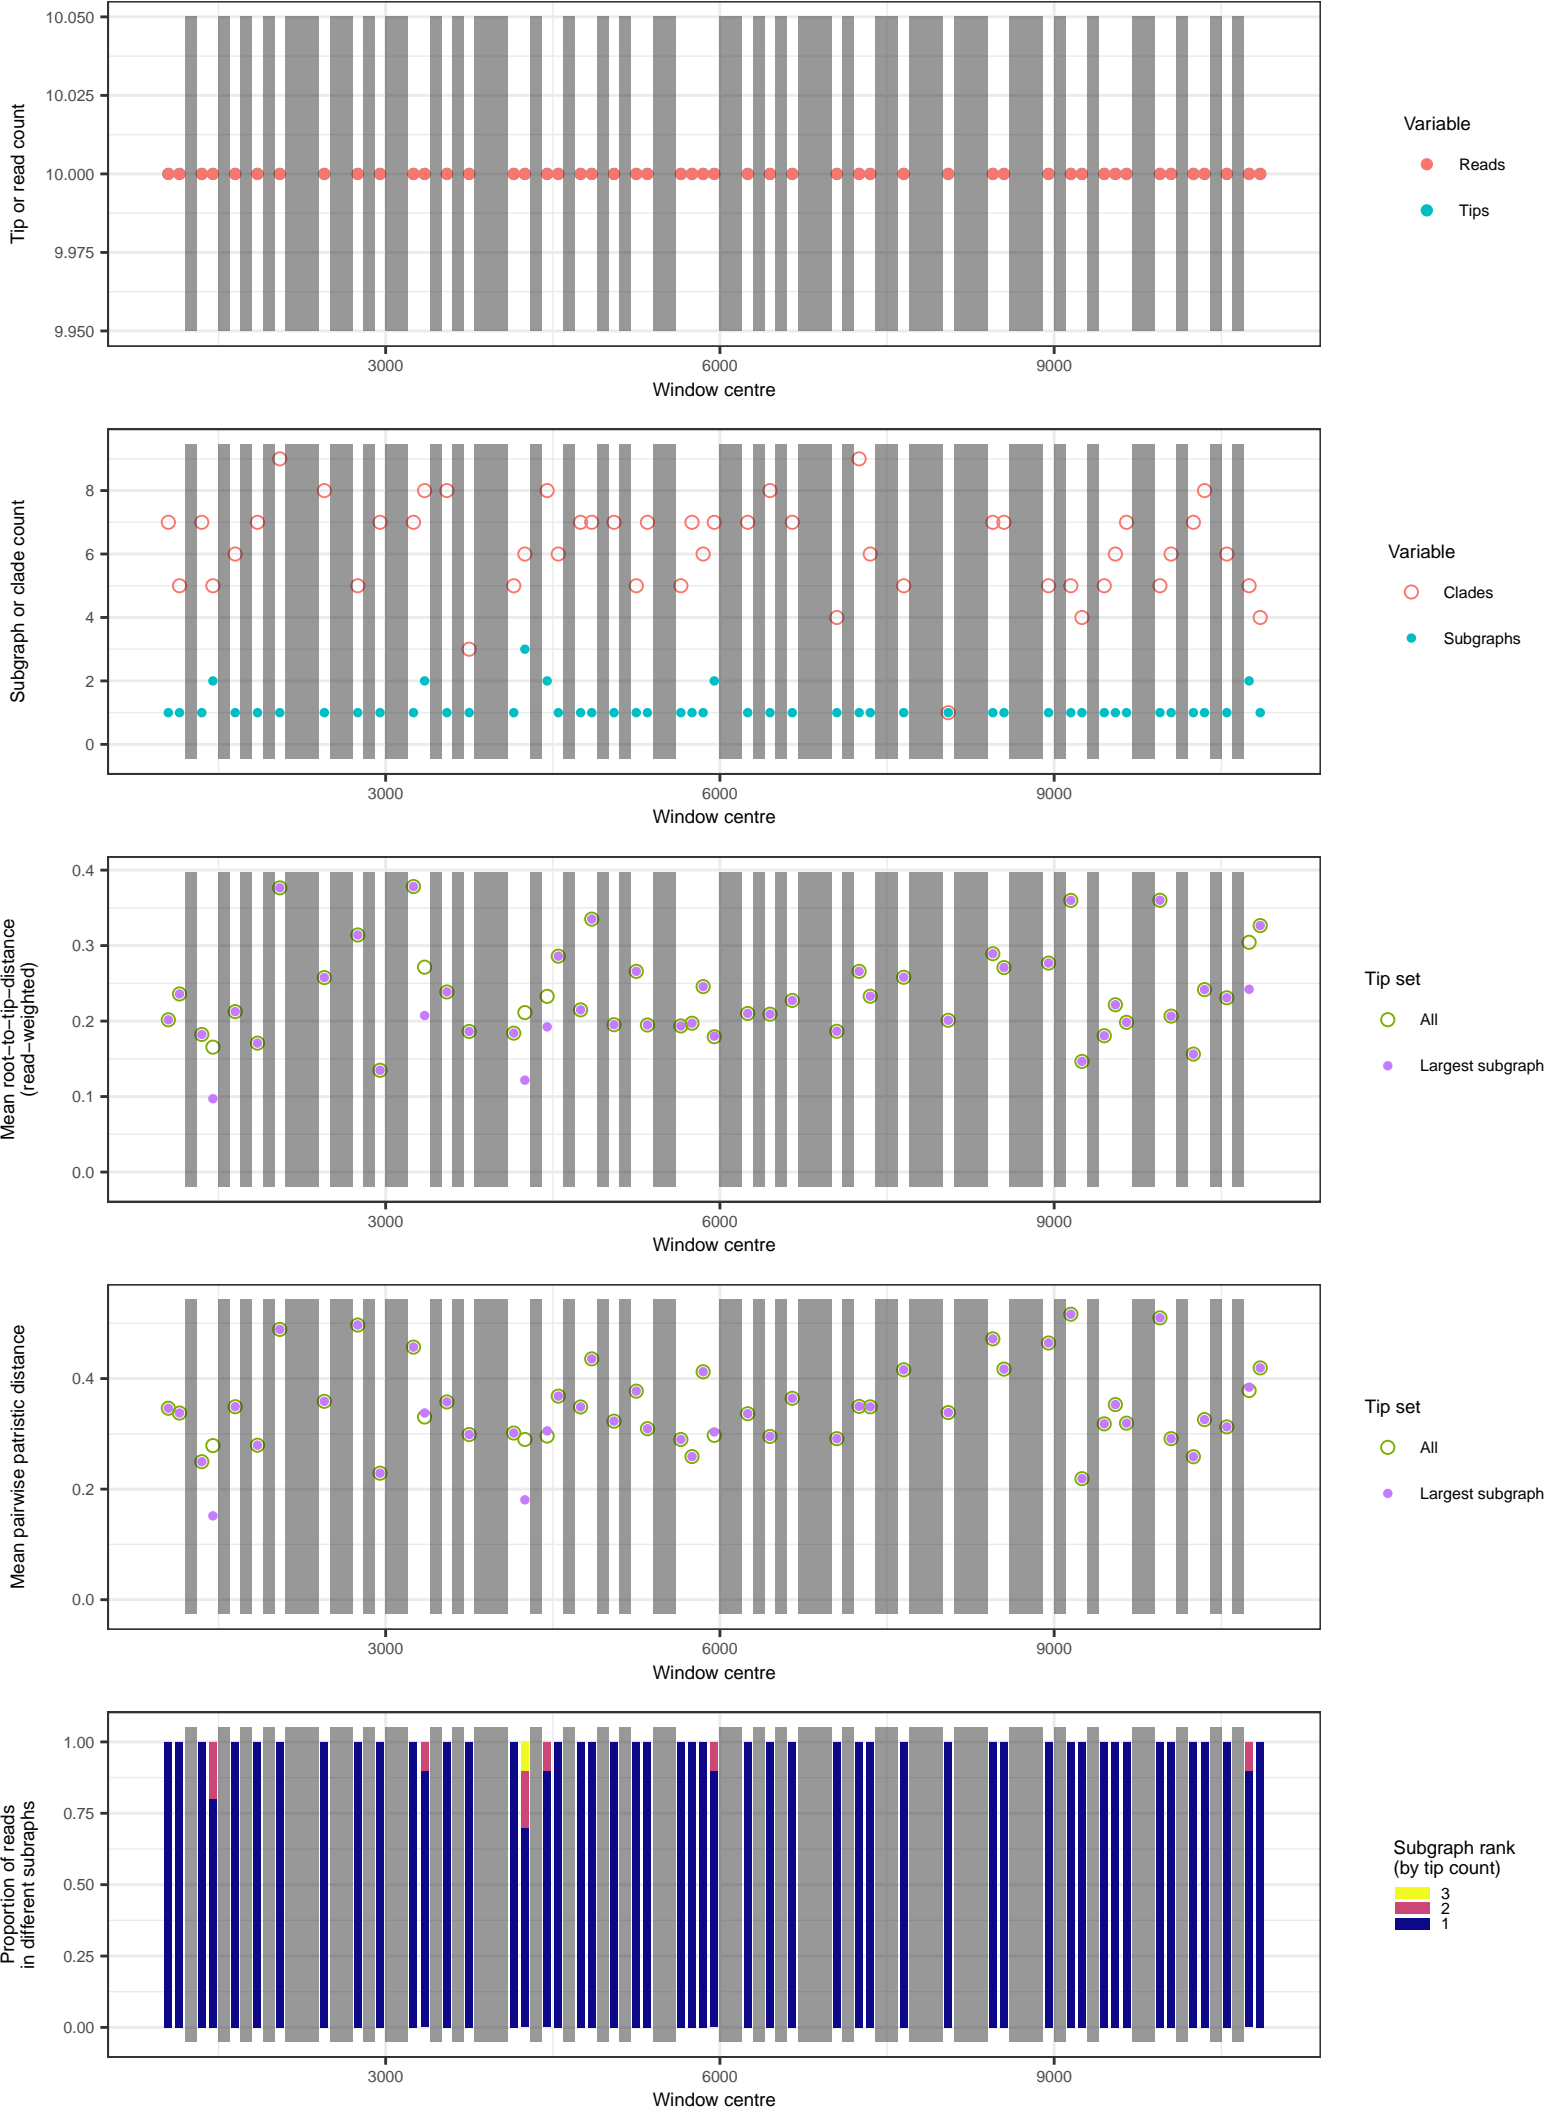 10.050
10.025
10.000
9.975
9.950
Tip or read count
3000
6000
9000
Window centre
Variable
Reads
Tips
8
6
4
2
0
Subgraph or clade count
3000
6000
9000
Window centre
Variable
Clades
Subgraphs
0.4
0.3
0.2
0.1
0.0
Mean root−to−tip−distance
(read−weighted)
3000
6000
9000
Window centre
Tip set
All
Largest subgraph
0.4
0.2
0.0
Mean pairwise patristic distance
3000
6000
9000
Window centre
Tip set
All
Largest subgraph
1.00
0.75
0.50
0.25
0.00
Proportion of reads
in different subraphs
3000
6000
9000
Window centre
Subgraph rank
(by tip count)
3
2
1